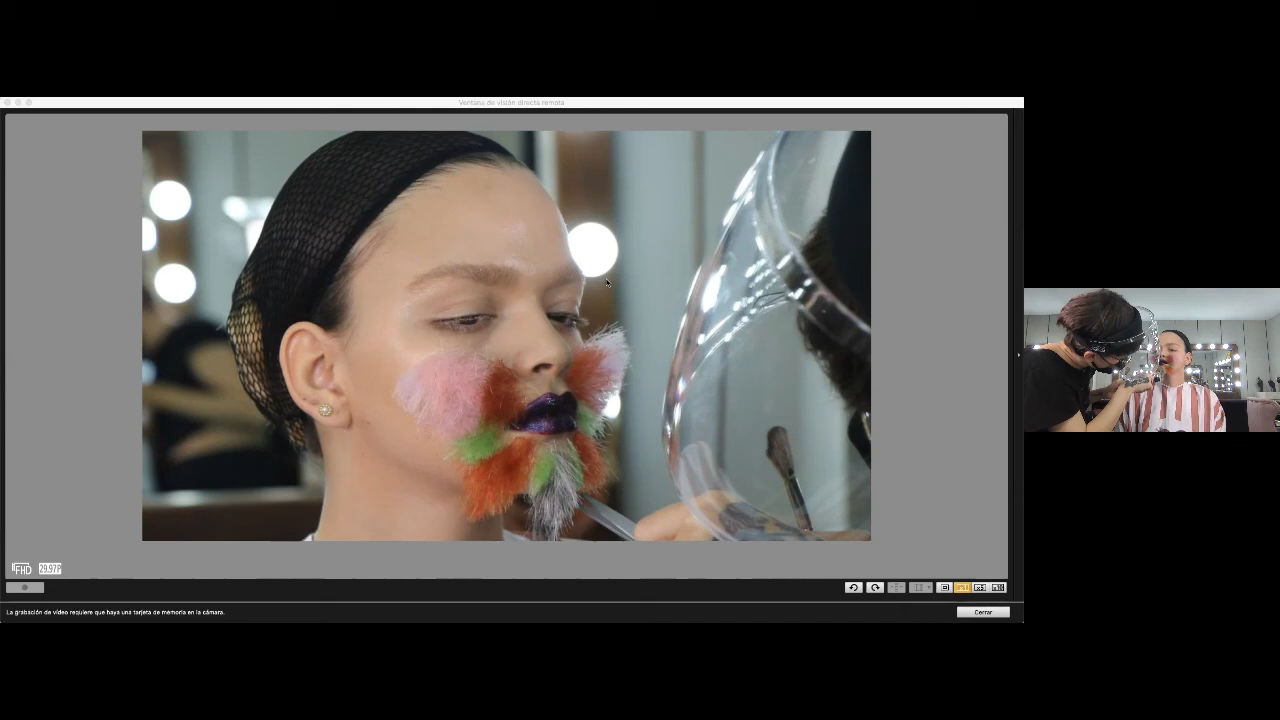 Ventana de visión directa remota
FHD 29.97P
La grabación de vídeo requiere que haya una tarjeta de memoria en la cámara.
Cerrar